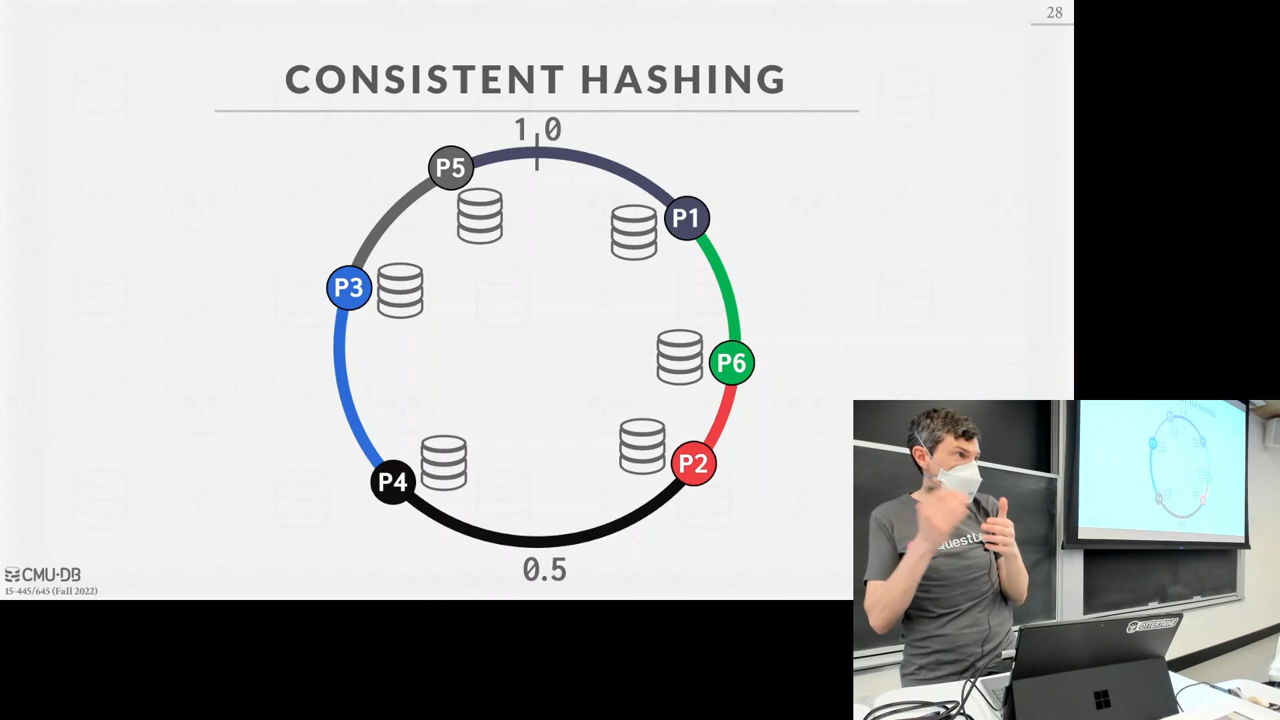 28
CONSISTENT HASHING
1.0
P5
P1
P3
P6
P2
P4
0.5
CMU·DB
15-445/645 (Fall 2022)
HASHING